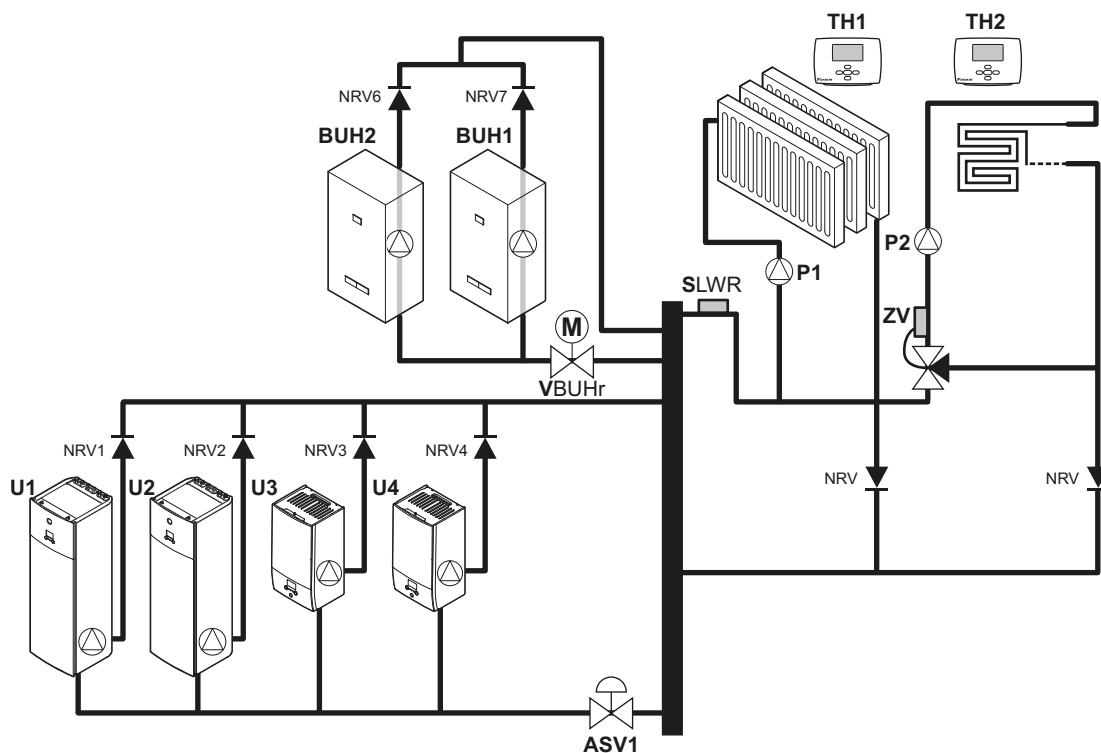 TH1
TH2
NRV6
NRV7
BUH2
BUH1
P2
P1
SLWR
ZV
M
VBUHr
NRV1
NRV2
NRV3
NRV4
U1
U2
U3
U4
NRV
NRV
ASV1